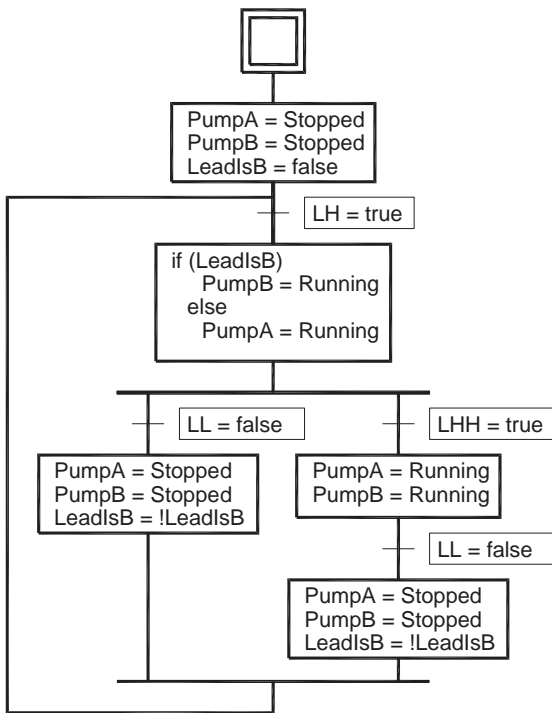 PumpA = Stopped
PumpB = Stopped
LeadIsB = false
LH = true
if (LeadIsB)
PumpB = Running
else
PumpA = Running
LL = false
PumpA = Stopped
PumpB = Stopped
LeadIsB = !LeadIsB
LHH = true
PumpA = Running
PumpB = Running
LL = false
PumpA = Stopped
PumpB = Stopped
LeadIsB = !LeadIsB